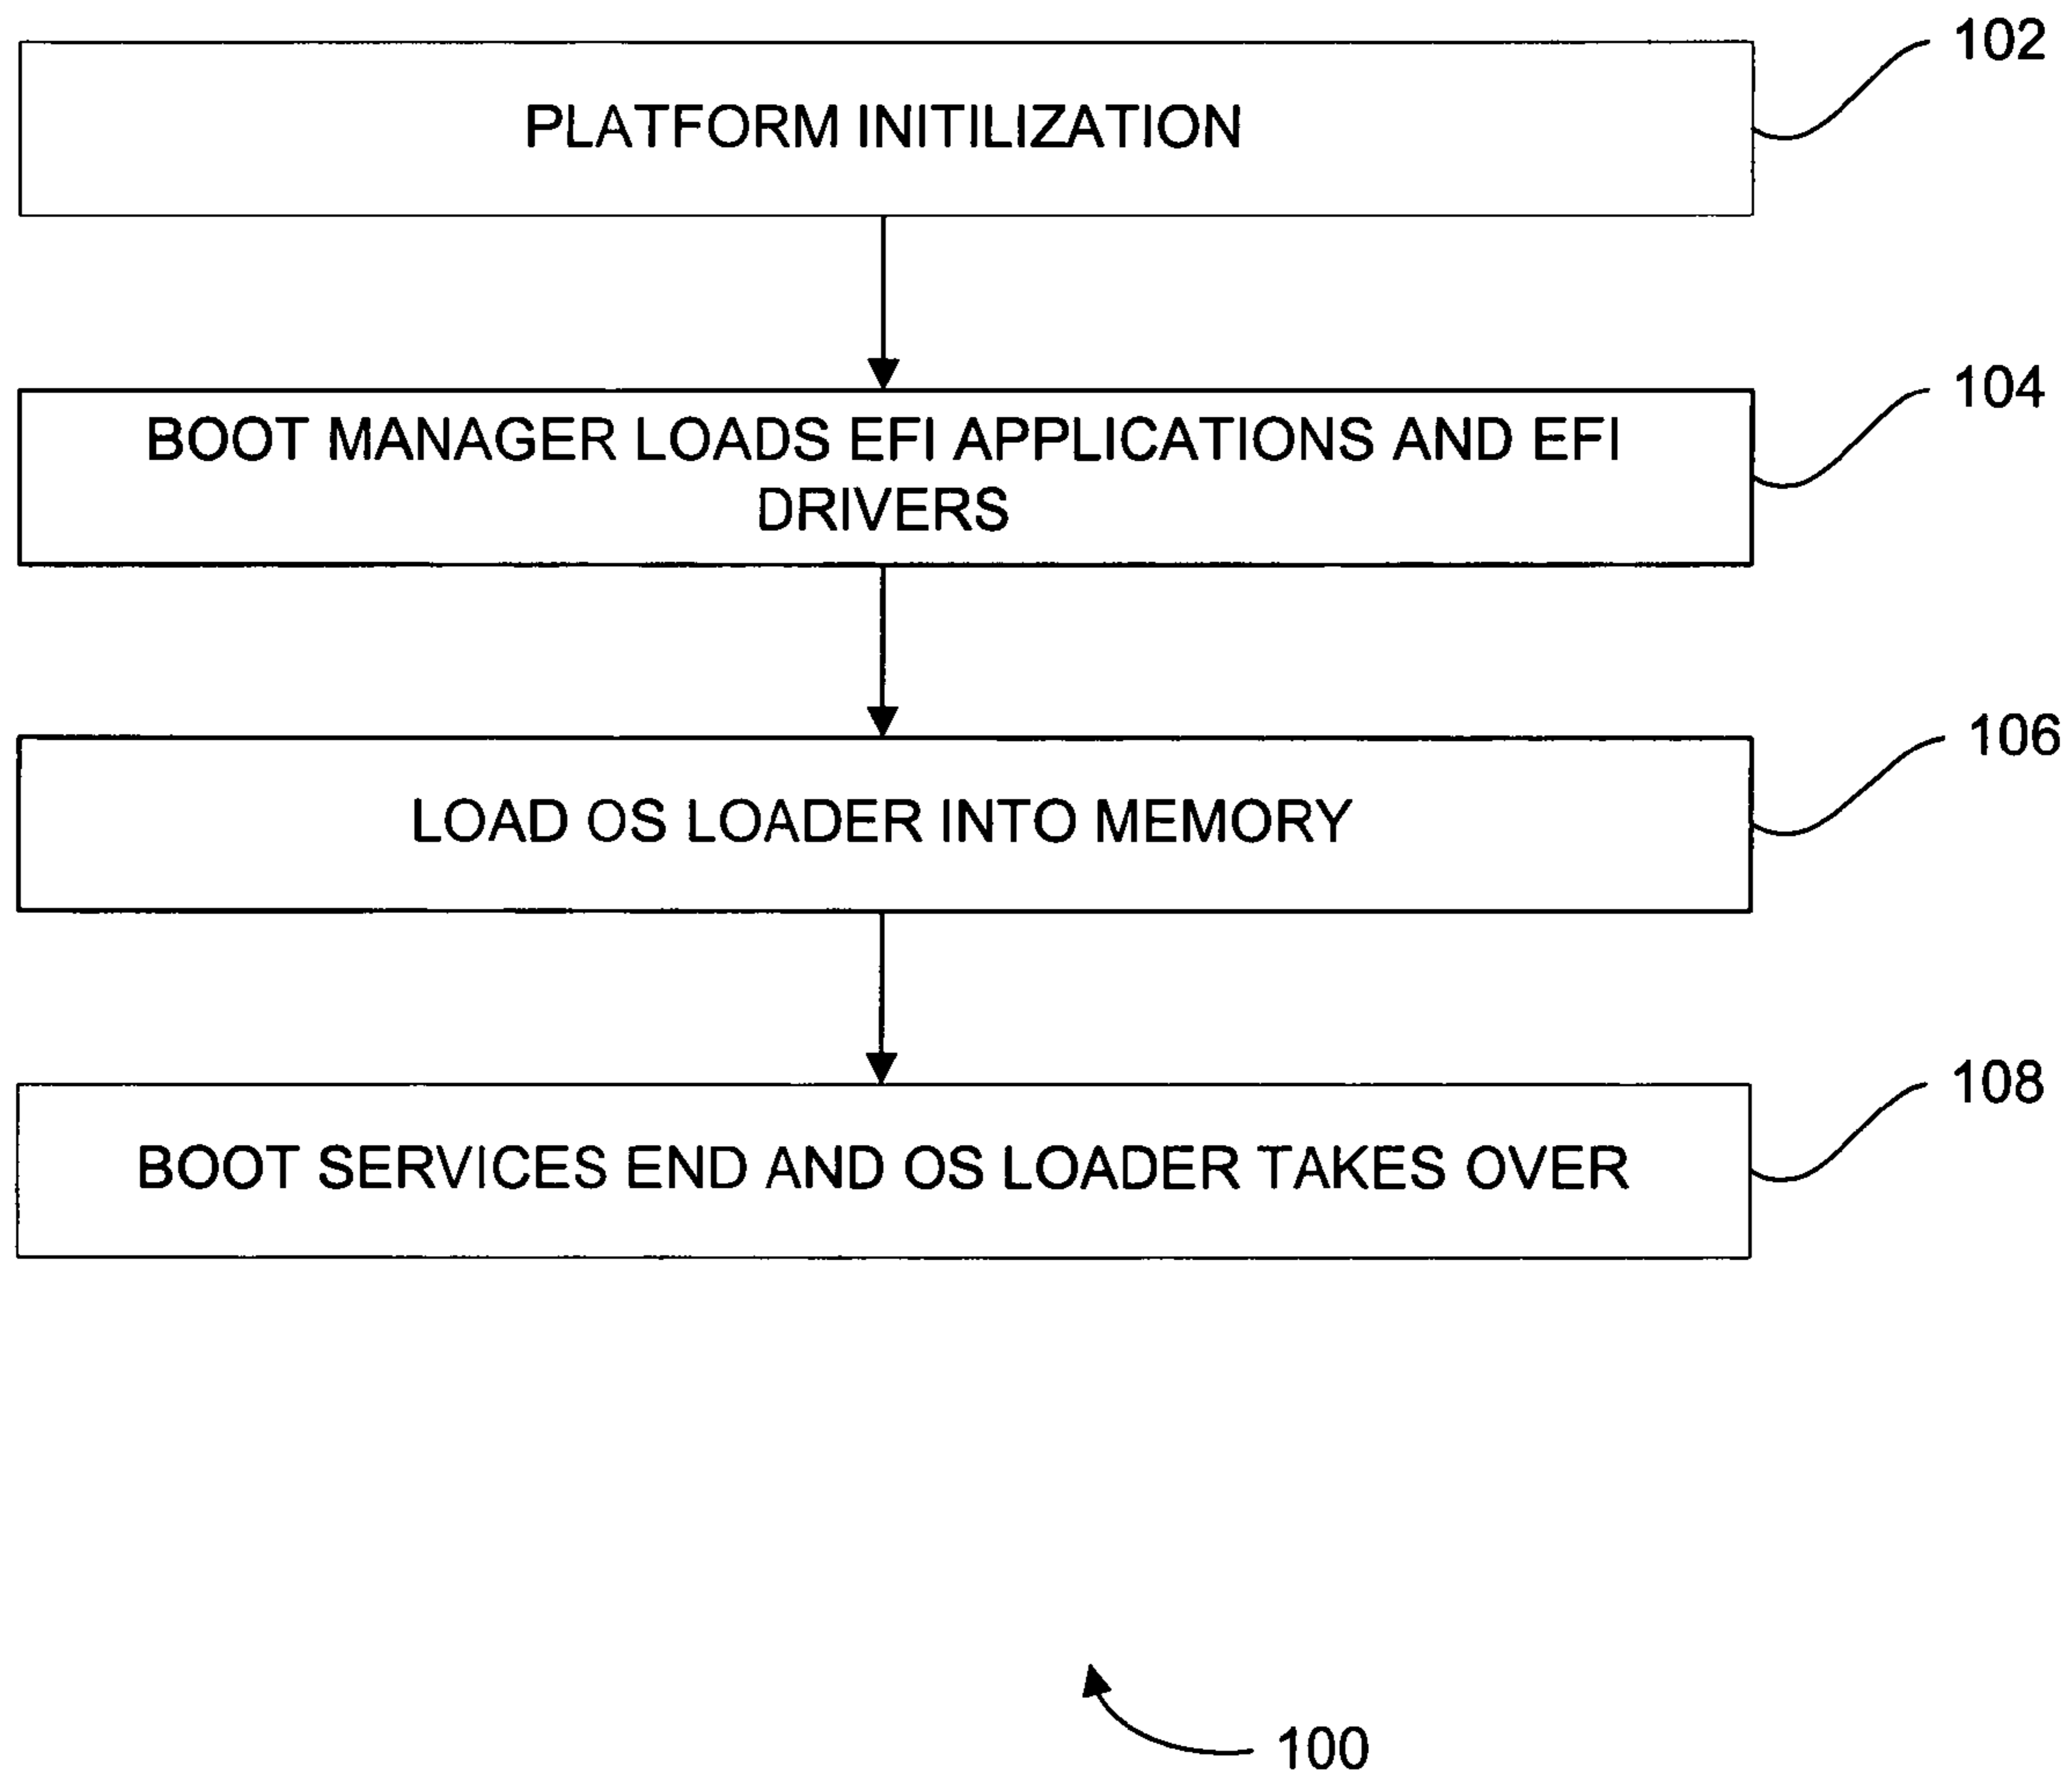 102
PLATFORM INITILIZATION
104
BOOT MANAGER LOADS EFI APPLICATIONS AND EFI
DRIVERS
106
LOAD OS LOADER INTO MEMORY
108
BOOT SERVICES END AND OS LOADER TAKES OVER
100